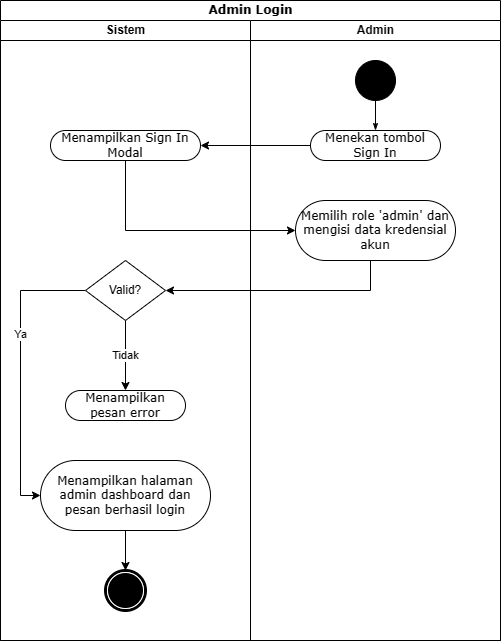 Admin Login
Sistem
Admin
Menekan tombol
Sign In
Menampilkan Sign In
Modal
Memilih role 'admin' dan
mengisi data kredensial
akun
Valid?
Ya
Tidak
Menampilkan
pesan error
Menampilkan halaman
admin dashboard dan
pesan berhasil login